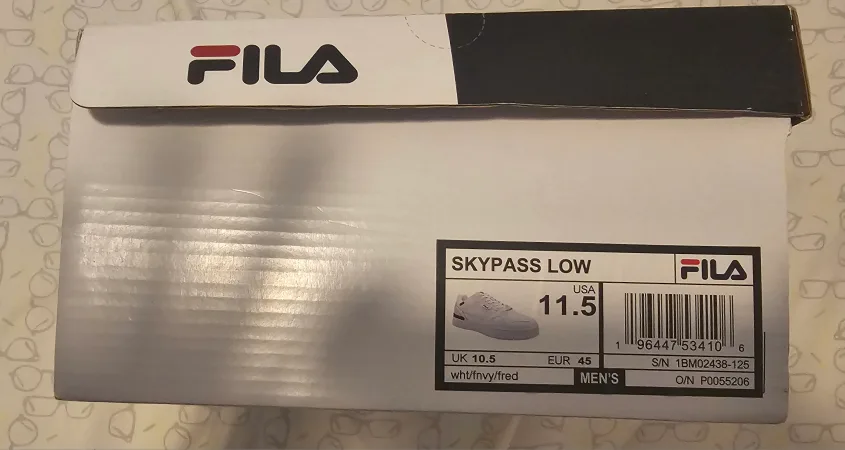 FILA
SKYPASS LOW
FILA
USA
11.5
1 96447 53410 6
UK 10.5 EUR 45
S/N 1BM02438-125
wht/fnvy/fred
MEN'S
O/N P0055206